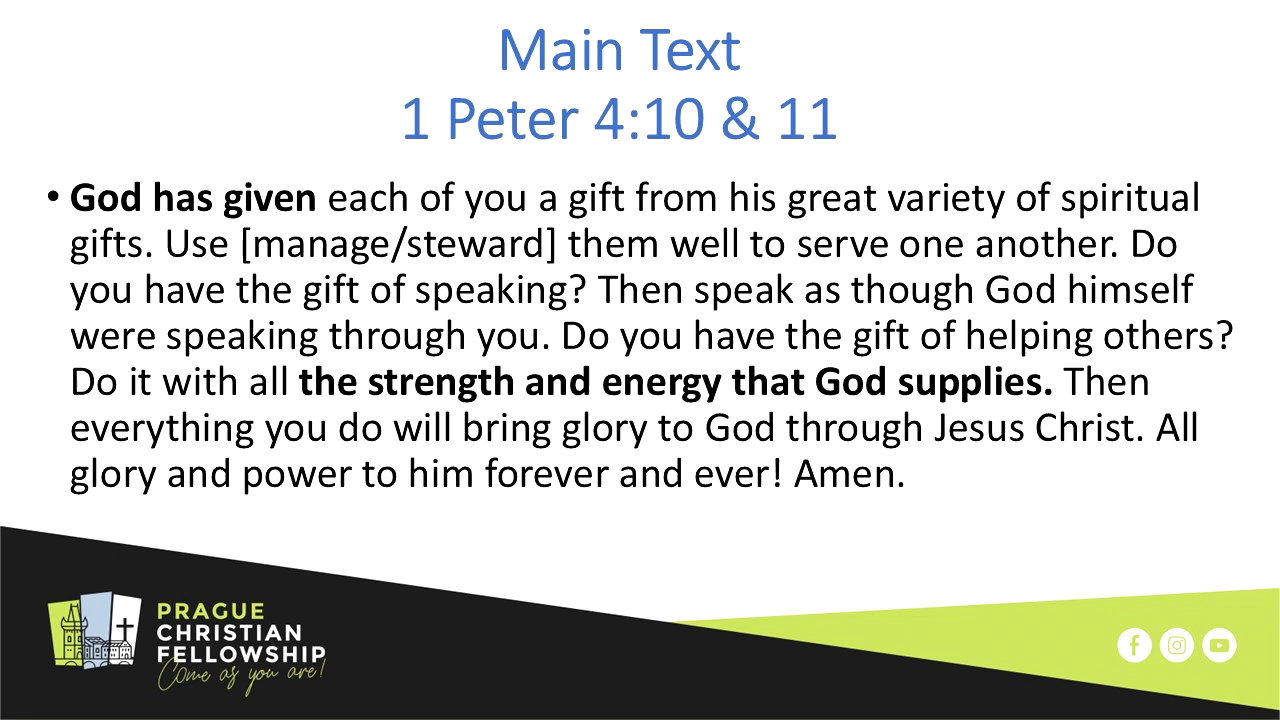 Main Text
1 Peter 4:10 & 11
• God has given each of you a gift from his great variety of spiritual
gifts. Use [manage/steward] them well to serve one another. Do
you have the gift of speaking? Then speak as though God himself
were speaking through you. Do you have the gift of helping others?
Do it with all the strength and energy that God supplies. Then
everything you do will bring glory to God through Jesus Christ. All
glory and power to him forever and ever! Amen.
PRAGUE
CHRISTIAN
FELLOWSHIP
Come as you are!